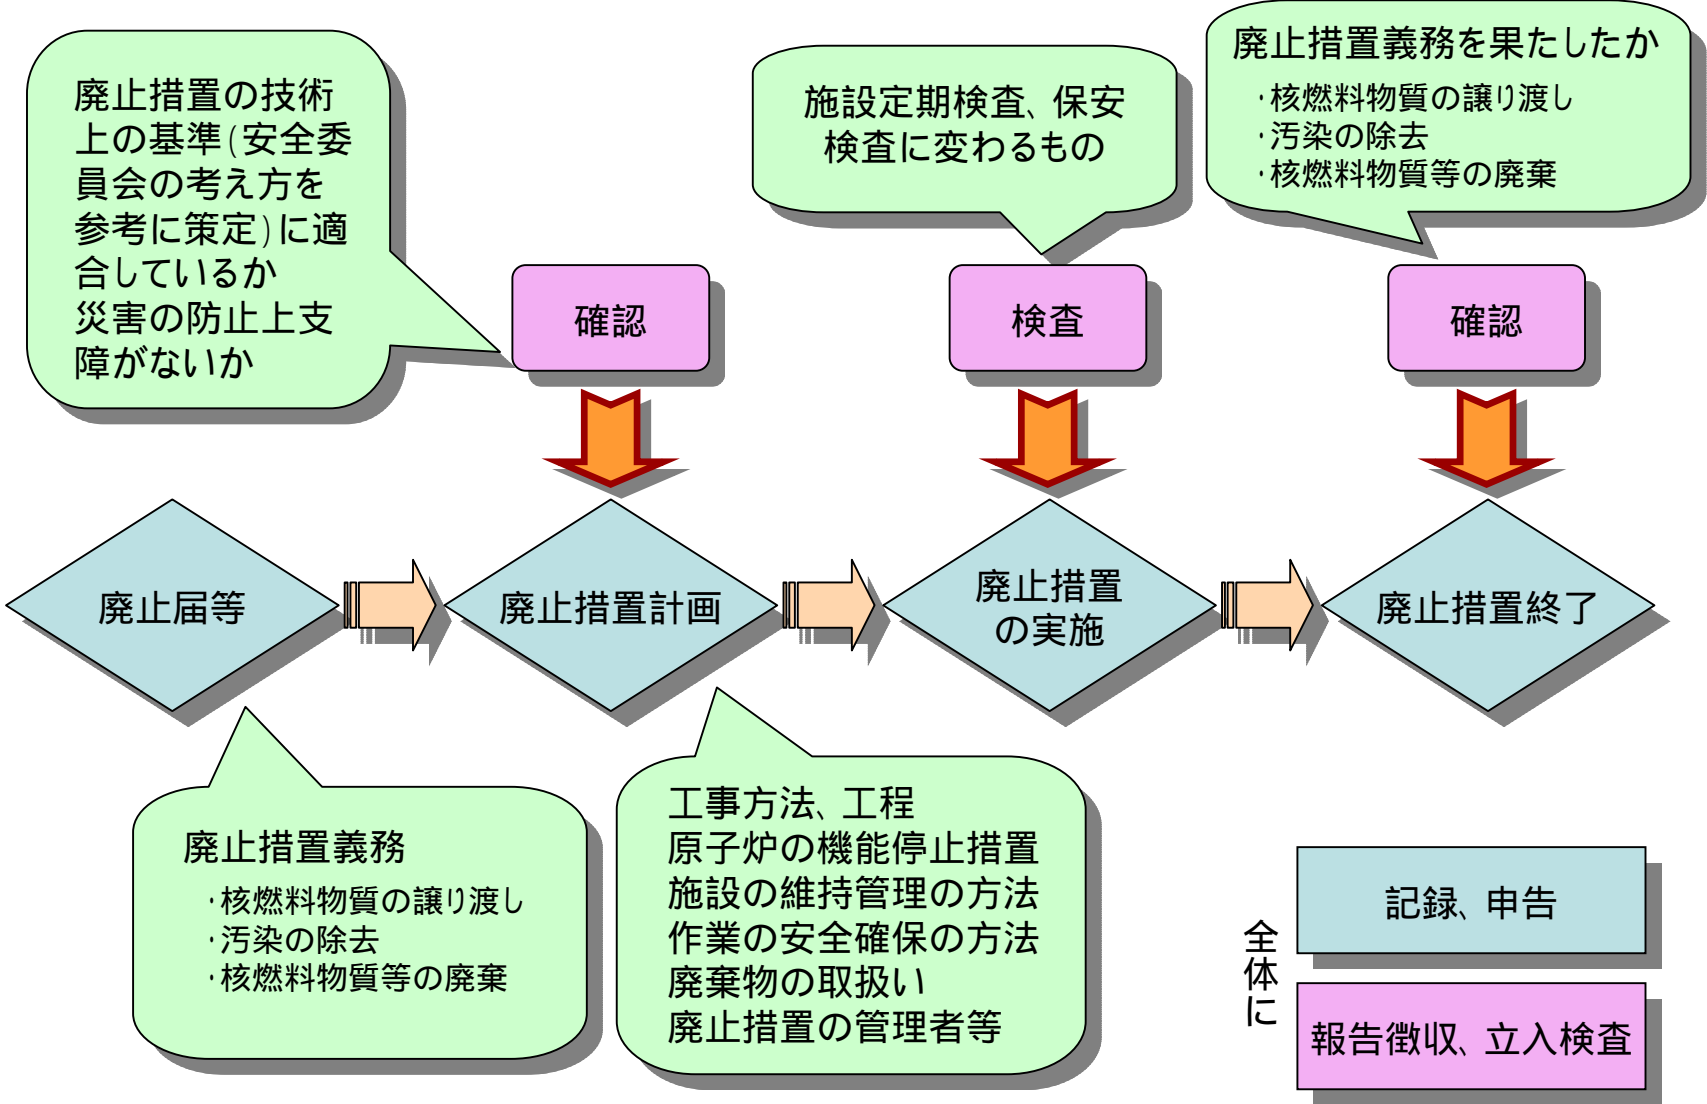 廃止措置の技術
上の基準(安全委
員会の考え方を
参考に策定)に適
合しているか
災害の防止上支
障がないか
施設定期検査、保安
検査に変わるもの
廃止措置義務を果たしたか
・核燃料物質の譲り渡し
・汚染の除去
・核燃料物質等の廃棄
確認
検査
確認
廃止届等
廃止措置計画
廃止措置
の実施
廃止措置終了
廃止措置義務
・核燃料物質の譲り渡し
・汚染の除去
・核燃料物質等の廃棄
工事方法、工程
原子炉の機能停止措置
施設の維持管理の方法
作業の安全確保の方法
廃棄物の取扱い
廃止措置の管理者等
全体に
記録、申告
報告徴収、立入検査